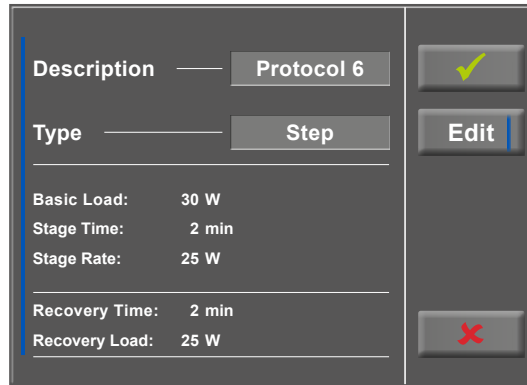 Description Protocol 6
Type Step
Edit
Basic Load: 30 W
Stage Time: 2 min
Stage Rate: 25 W
Recovery Time: 2 min
Recovery Load: 25 W